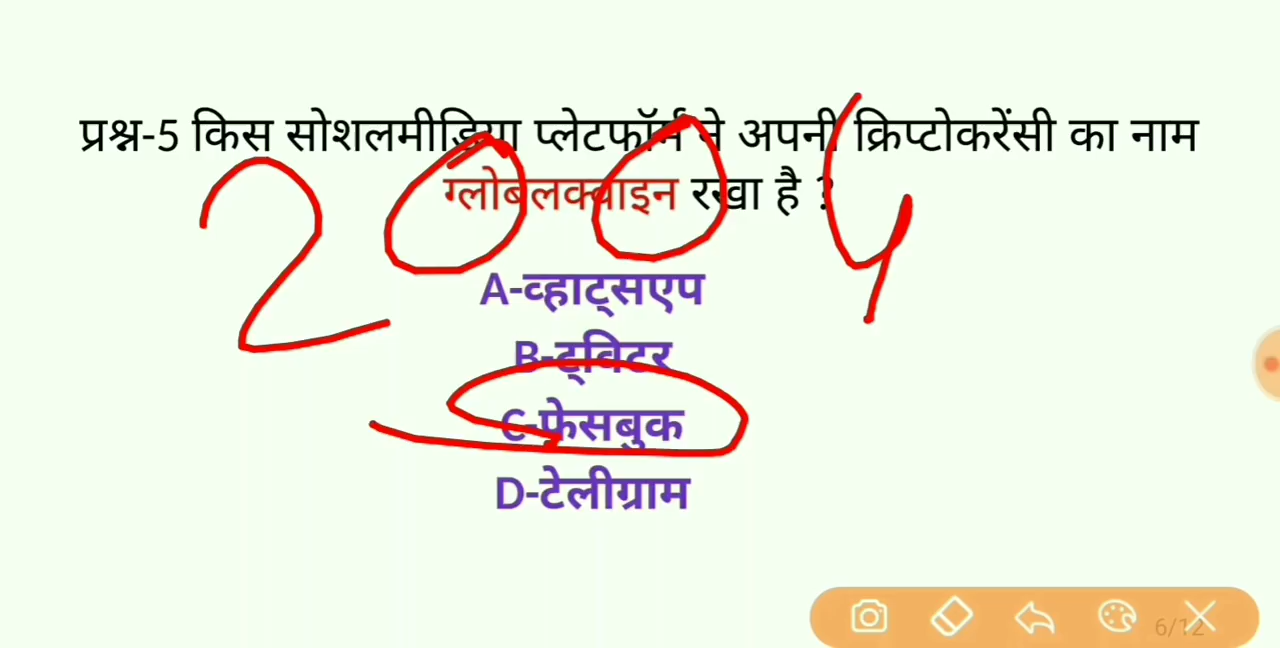 प्रश्न-5 किस सोशलमीडिया प्लेटफॉर्म ने अपनी क्रिप्टोकरेंसी का नाम
ग्लोबलक्वाइन रखा है ?
2004
A-व्हाट्सएप
B-ट्विटर
C-फेसबुक
D-टेलीग्राम
6/12